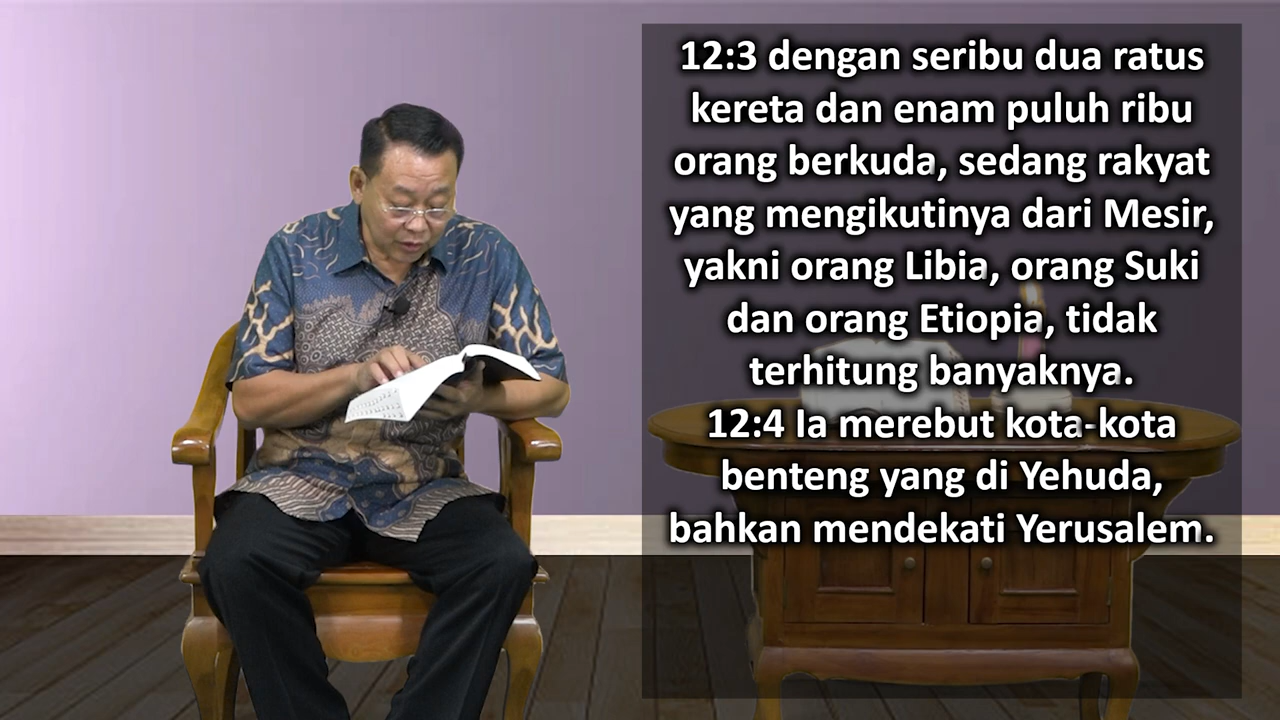 12:3 dengan seribu dua ratus
kereta dan enam puluh ribu
orang berkuda, sedang rakyat
yang mengikutinya dari Mesir,
yakni orang Libia, orang Suki
dan orang Etiopia, tidak
terhitung banyaknya.
12:4 Ia merebut kota-kota
benteng yang di Yehuda,
bahkan mendekati Yerusalem.